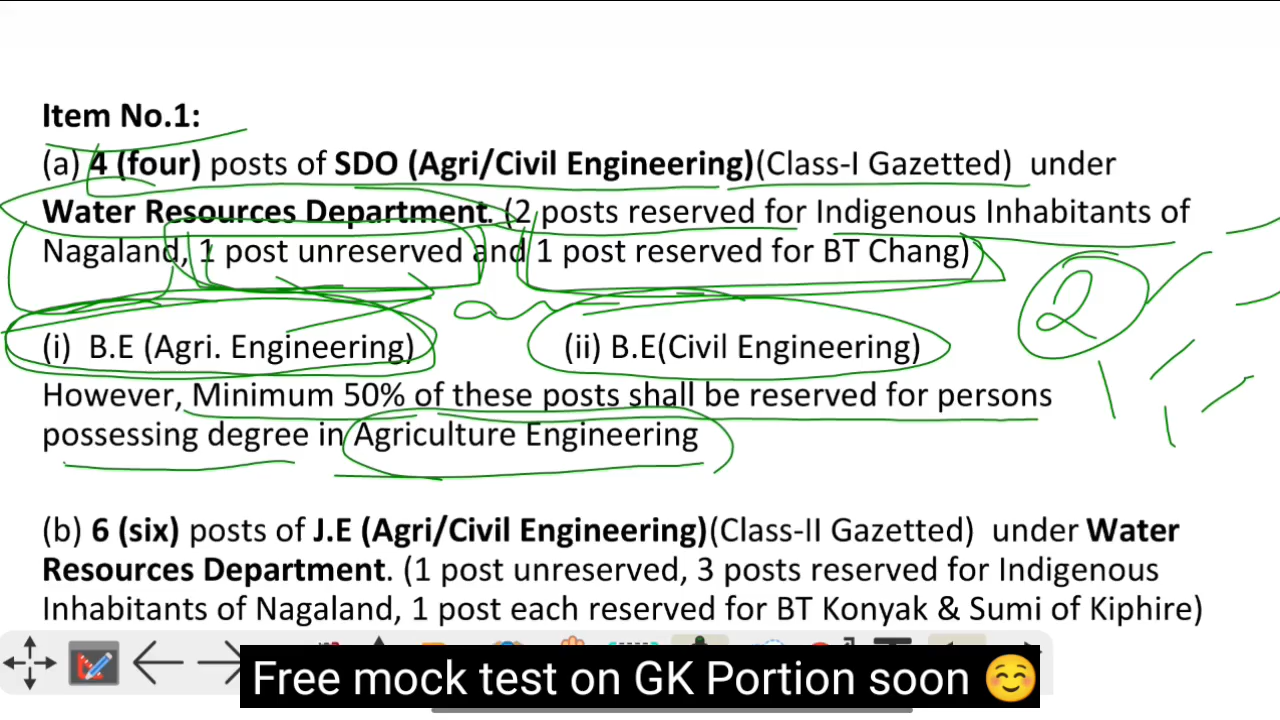 Item No.1:
(a) 4 (four) posts of SDO (Agri/Civil Engineering)(Class-I Gazetted) under
Water Resources Department. (2 posts reserved for Indigenous Inhabitants of
Nagaland, 1 post unreserved and 1 post reserved for BT Chang)
2
(i) B.E (Agri. Engineering) (ii) B.E(Civil Engineering)
However, Minimum 50% of these posts shall be reserved for persons
possessing degree in Agriculture Engineering
(b) 6 (six) posts of J.E (Agri/Civil Engineering)(Class-II Gazetted) under Water
Resources Department. (1 post unreserved, 3 posts reserved for Indigenous
Inhabitants of Nagaland, 1 post each reserved for BT Konyak & Sumi of Kiphire)
Free mock test on GK Portion soon ☺️